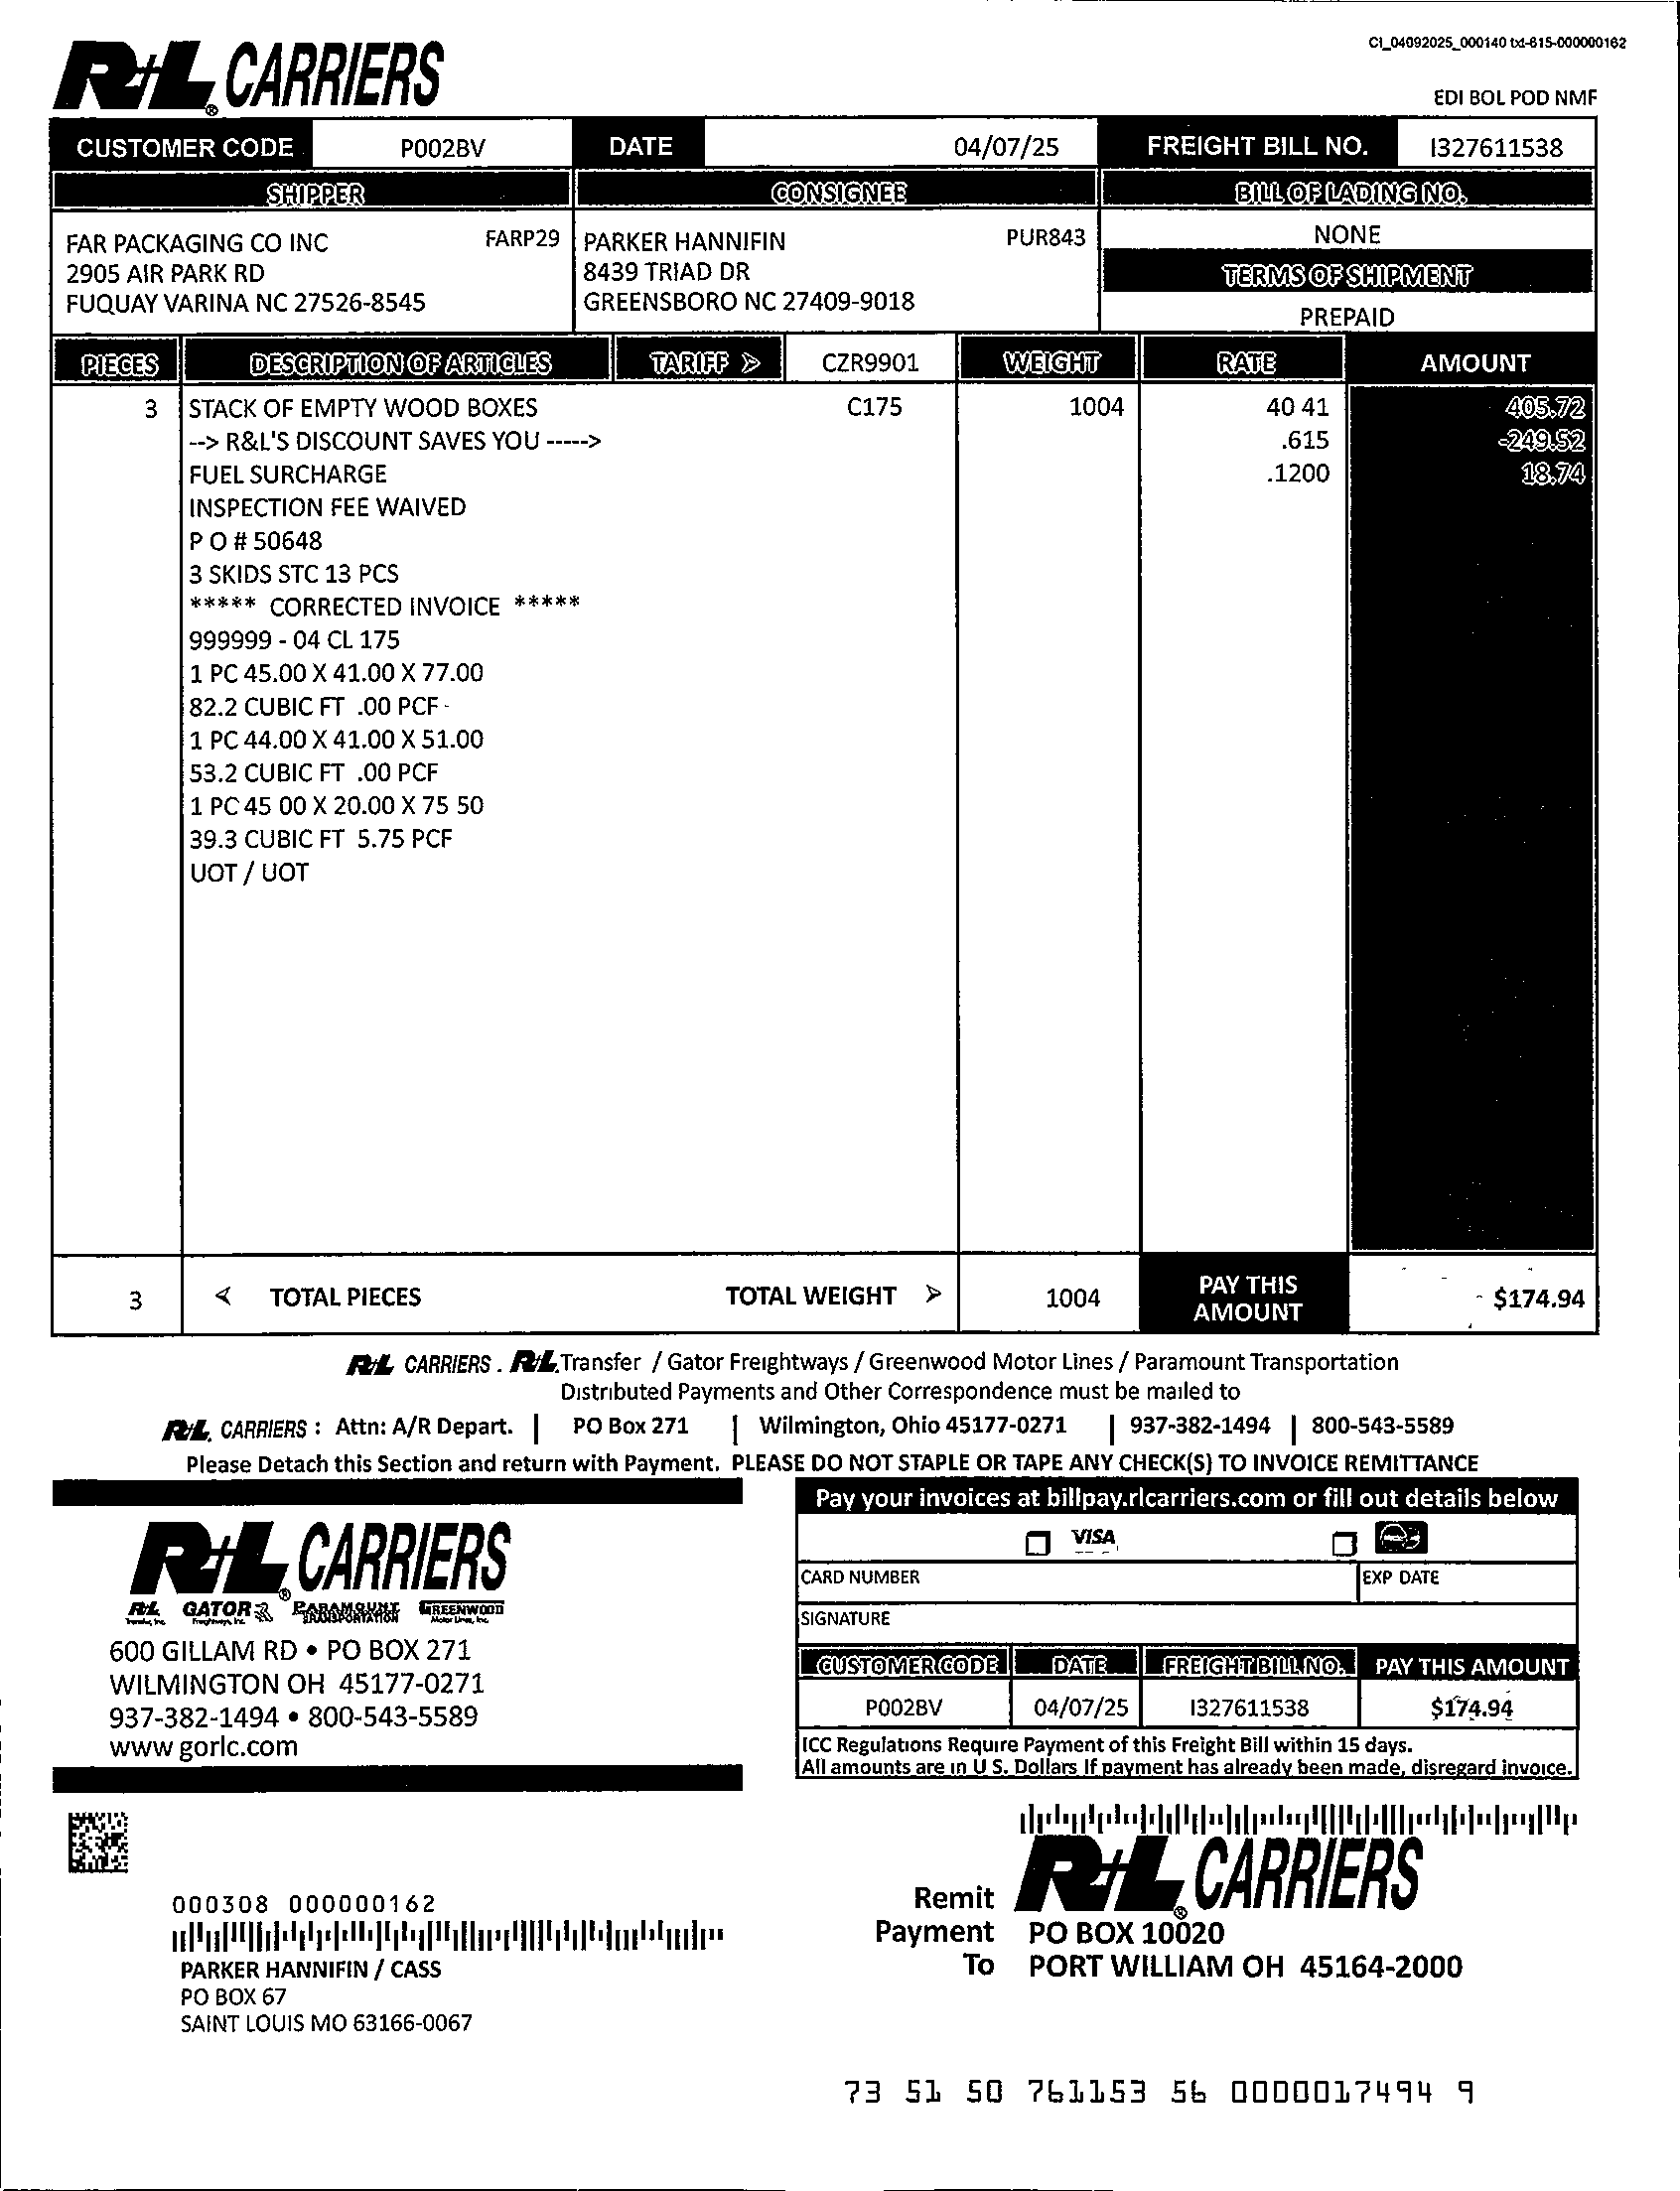 R+L CARRIERS
CI_04092025_000140 txt-615-000000162
EDI BOL POD NMF
CUSTOMER CODE P002BV DATE 04/07/25 FREIGHT BILL NO. I327611538
SHIPPER CONSIGNEE BILL OF LADING NO.
FAR PACKAGING CO INC FARP29 PARKER HANNIFIN PUR843 NONE
2905 AIR PARK RD 8439 TRIAD DR TERMS OF SHIPMENT
FUQUAY VARINA NC 27526-8545 GREENSBORO NC 27409-9018 PREPAID
PIECES DESCRIPTION OF ARTICLES TARIFF > CZR9901 WEIGHT RATE AMOUNT
3 STACK OF EMPTY WOOD BOXES C175 1004 40 41 405.72
--> R&L'S DISCOUNT SAVES YOU -----> .615 -249.52
FUEL SURCHARGE .1200 18.74
INSPECTION FEE WAIVED
P O # 50648
3 SKIDS STC 13 PCS
***** CORRECTED INVOICE *****
999999 - 04 CL 175
1 PC 45.00 X 41.00 X 77.00
82.2 CUBIC FT .00 PCF
1 PC 44.00 X 41.00 X 51.00
53.2 CUBIC FT .00 PCF
1 PC 45 00 X 20.00 X 75 50
39.3 CUBIC FT 5.75 PCF
UOT / UOT
3 < TOTAL PIECES TOTAL WEIGHT > 1004 PAY THIS AMOUNT $174.94
R+L CARRIERS . R+L Transfer / Gator Freightways / Greenwood Motor Lines / Paramount Transportation
Distributed Payments and Other Correspondence must be mailed to
R+L CARRIERS : Attn: A/R Depart. | PO Box 271 | Wilmington, Ohio 45177-0271 | 937-382-1494 | 800-543-5589
Please Detach this Section and return with Payment. PLEASE DO NOT STAPLE OR TAPE ANY CHECK(S) TO INVOICE REMITTANCE
R+L CARRIERS
R+L Transfer, Inc. GATOR Freightways, Inc. PARAMOUNT TRANSPORTATION GREENWOOD Motor Lines, Inc.
600 GILLAM RD • PO BOX 271
WILMINGTON OH 45177-0271
937-382-1494 • 800-543-5589
www gorlc.com
Pay your invoices at billpay.rlcarriers.com or fill out details below
VISA
CARD NUMBER EXP DATE
SIGNATURE
CUSTOMER CODE DATE FREIGHT BILL NO. PAY THIS AMOUNT
P002BV 04/07/25 I327611538 $174.94
ICC Regulations Require Payment of this Freight Bill within 15 days.
All amounts are in U S. Dollars If payment has already been made, disregard invoice.
000308 000000162
PARKER HANNIFIN / CASS
PO BOX 67
SAINT LOUIS MO 63166-0067
Remit Payment To
R+L CARRIERS
PO BOX 10020
PORT WILLIAM OH 45164-2000
73 51 50 761153 56 0000017494 9